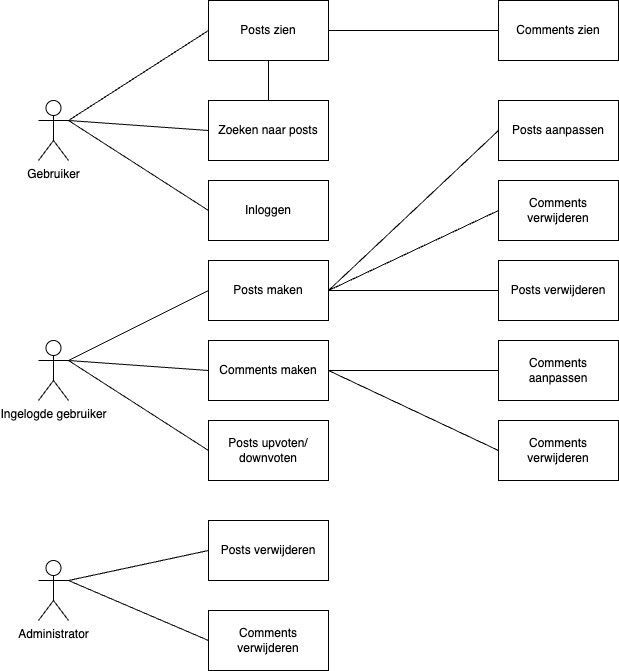 Posts zien
Comments zien
Zoeken naar posts
Posts aanpassen
Gebruiker
Inloggen
Comments
verwijderen
Posts maken
Posts verwijderen
Comments maken
Comments
aanpassen
Ingelogde gebruiker
Posts upvoten/
downvoten
Comments
verwijderen
Posts verwijderen
Administrator
Comments
verwijderen